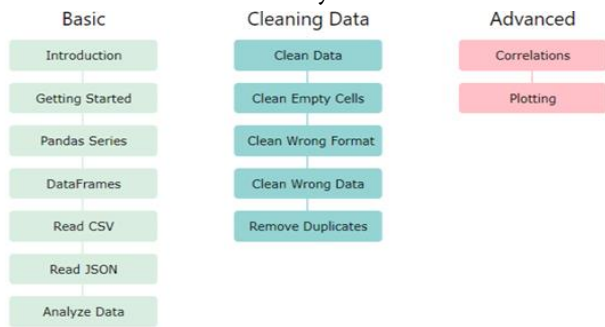 Basic
Introduction
Getting Started
Pandas Series
DataFrames
Read CSV
Read JSON
Analyze Data
Cleaning Data
Clean Data
Clean Empty Cells
Clean Wrong Format
Clean Wrong Data
Remove Duplicates
Advanced
Correlations
Plotting